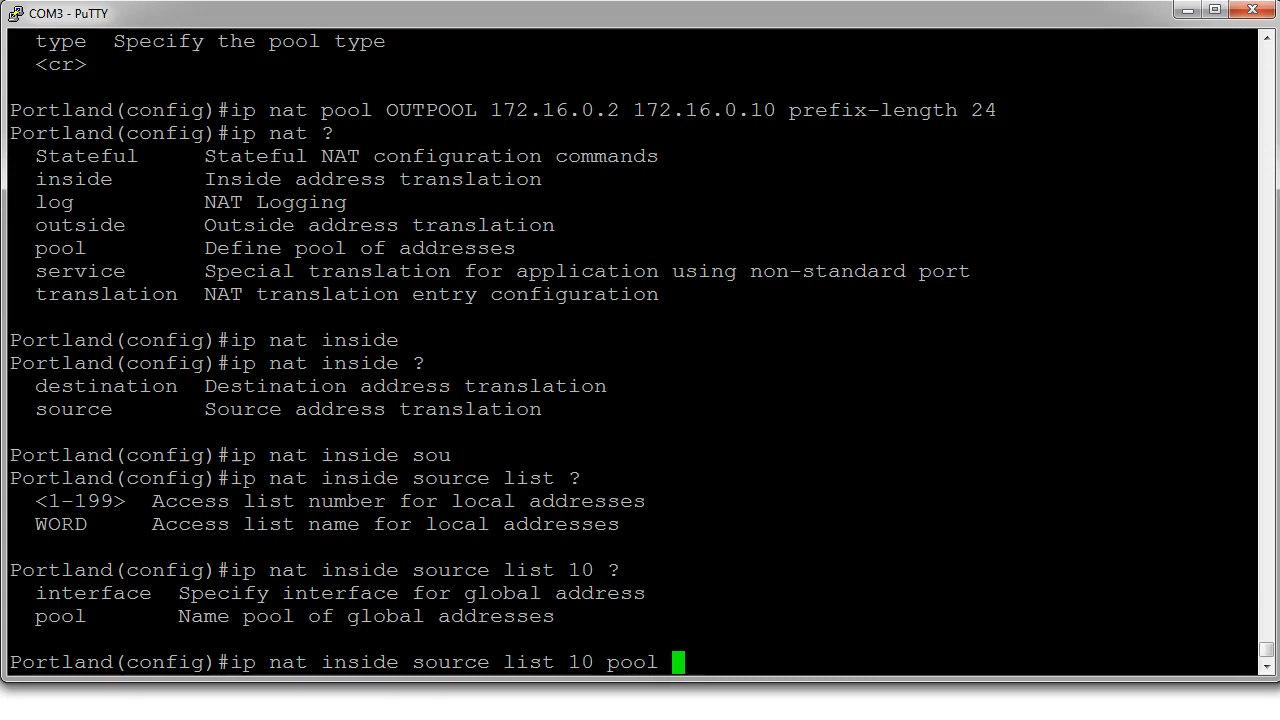 COM3 - PuTTY
type  Specify the pool type
<cr>
Portland(config)#ip nat pool OUTPOOL 172.16.0.2 172.16.0.10 prefix-length 24
Portland(config)#ip nat ?
Stateful     Stateful NAT configuration commands
inside       Inside address translation
log          NAT Logging
outside      Outside address translation
pool         Define pool of addresses
service      Special translation for application using non-standard port
translation  NAT translation entry configuration
Portland(config)#ip nat inside
Portland(config)#ip nat inside ?
destination  Destination address translation
source       Source address translation
Portland(config)#ip nat inside sou
Portland(config)#ip nat inside source list ?
<1-199>  Access list number for local addresses
WORD     Access list name for local addresses
Portland(config)#ip nat inside source list 10 ?
interface  Specify interface for global address
pool       Name pool of global addresses
Portland(config)#ip nat inside source list 10 pool